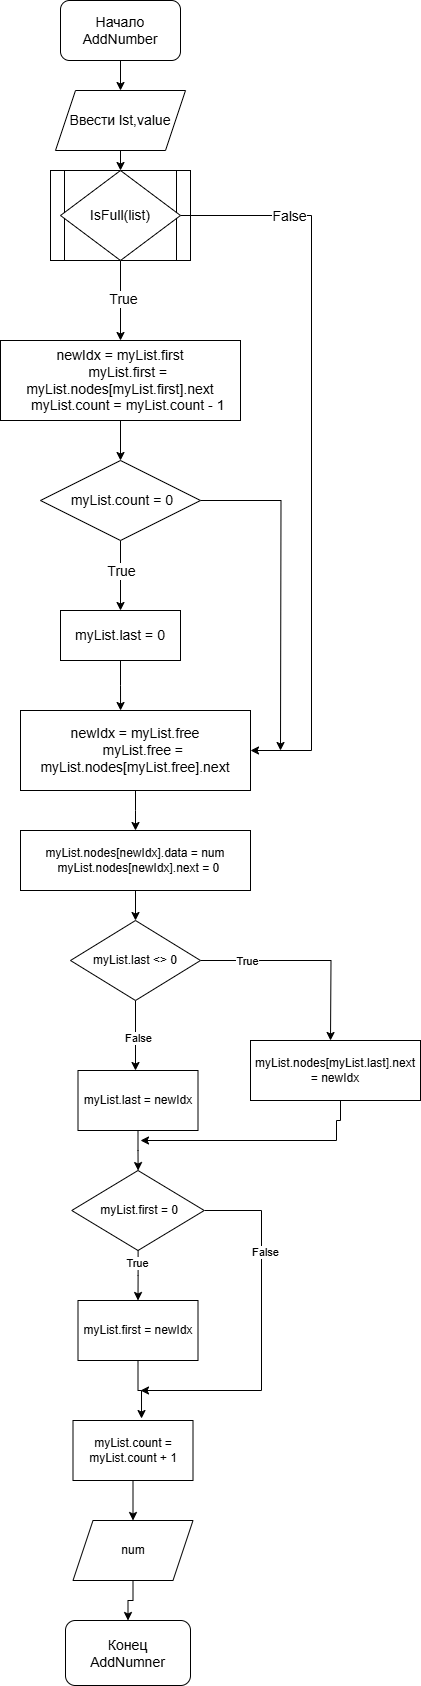 Начало
AddNumber
Ввести lst,value
IsFull(list)
False
True
newIdx = myList.first
myList.first =
myList.nodes[myList.first].next
myList.count = myList.count - 1
myList.count = 0
True
myList.last = 0
newIdx = myList.free
myList.free =
myList.nodes[myList.free].next
myList.nodes[newIdx].data = num
myList.nodes[newIdx].next = 0
myList.last <> 0
True
False
myList.nodes[myList.last].next
= newIdx
myList.last = newIdx
myList.first = 0
False
True
myList.first = newIdx
myList.count =
myList.count + 1
num
Конец
AddNumner